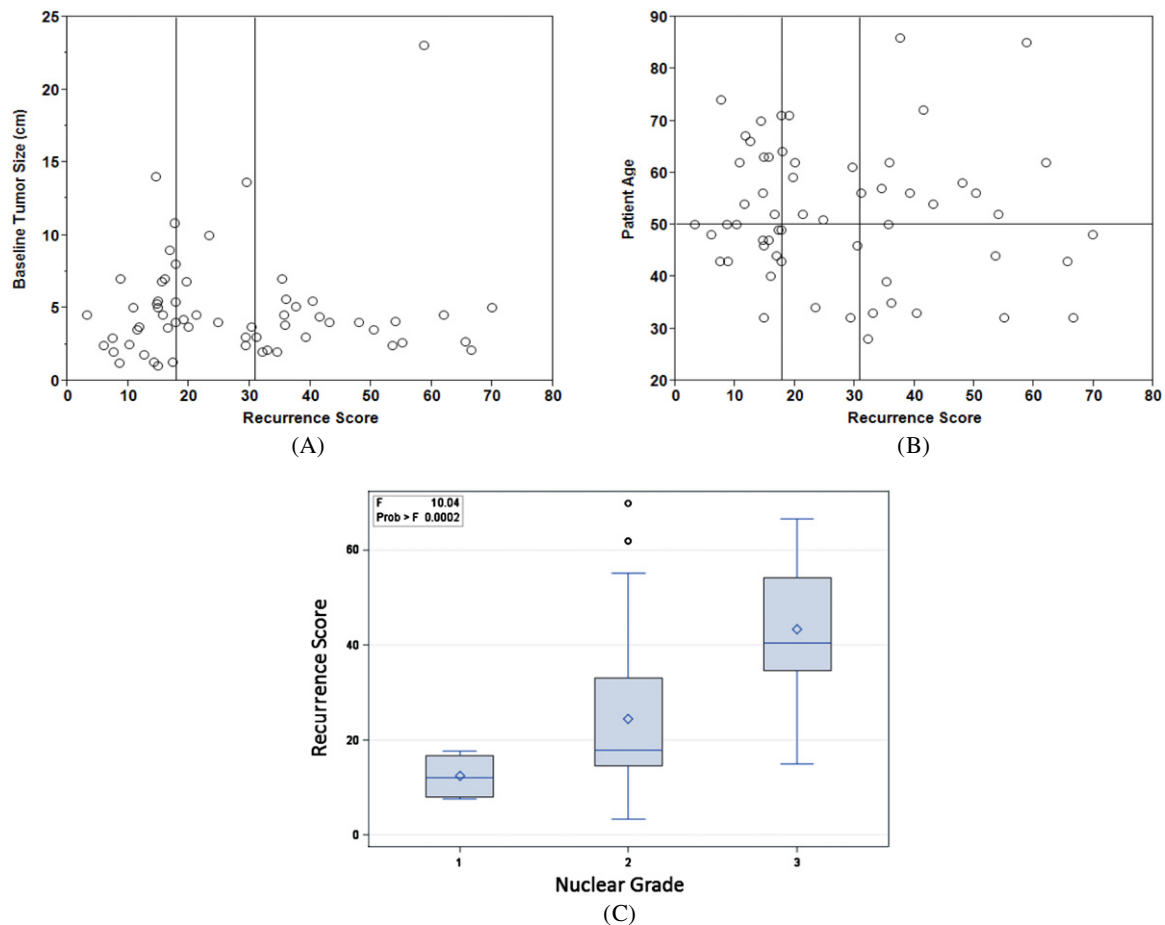 25
20
15
10
5
0
Baseline Tumor Size (cm)
0 10 20 30 40 50 60 70 80
Recurrence Score
(A)
90
80
70
60
50
40
30
20
Patient Age
0 10 20 30 40 50 60 70 80
Recurrence Score
(B)
F 10.04
Prob > F 0.0002
60
40
20
0
Recurrence Score
1 2 3
Nuclear Grade
(C)